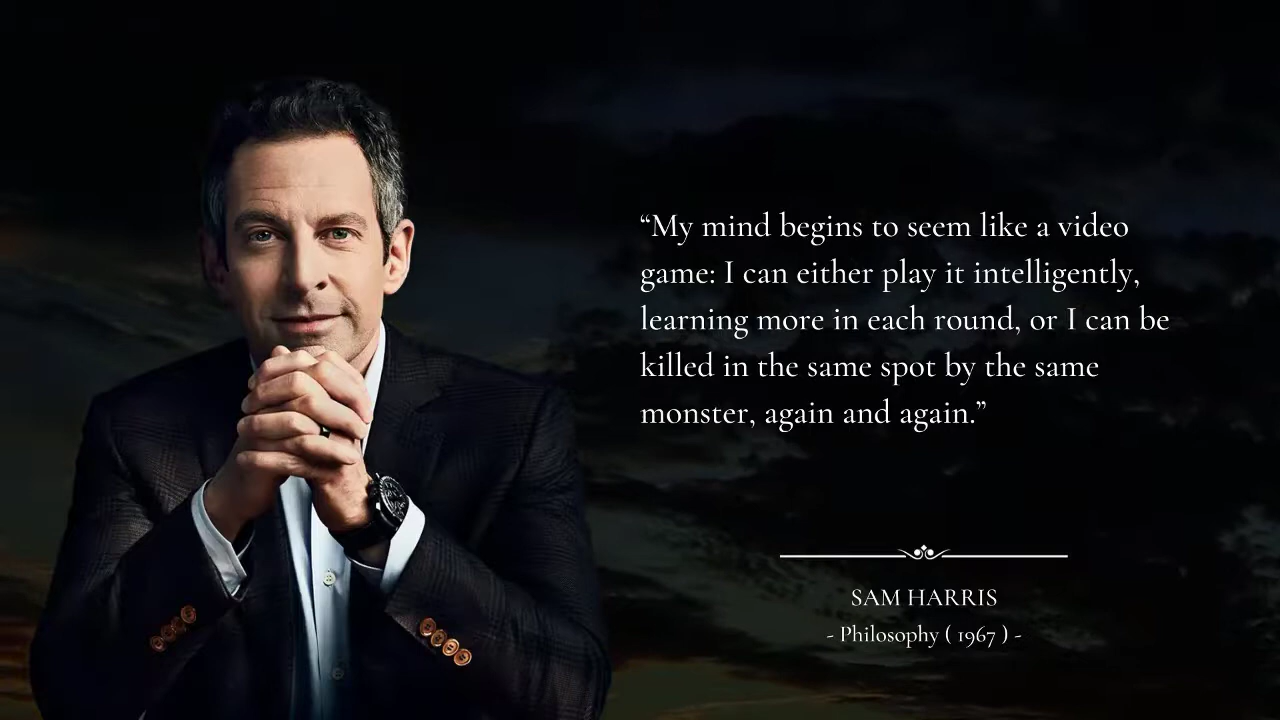 “My mind begins to seem like a video
game: I can either play it intelligently,
learning more in each round, or I can be
killed in the same spot by the same
monster, again and again.”
SAM HARRIS
- Philosophy ( 1967 ) -